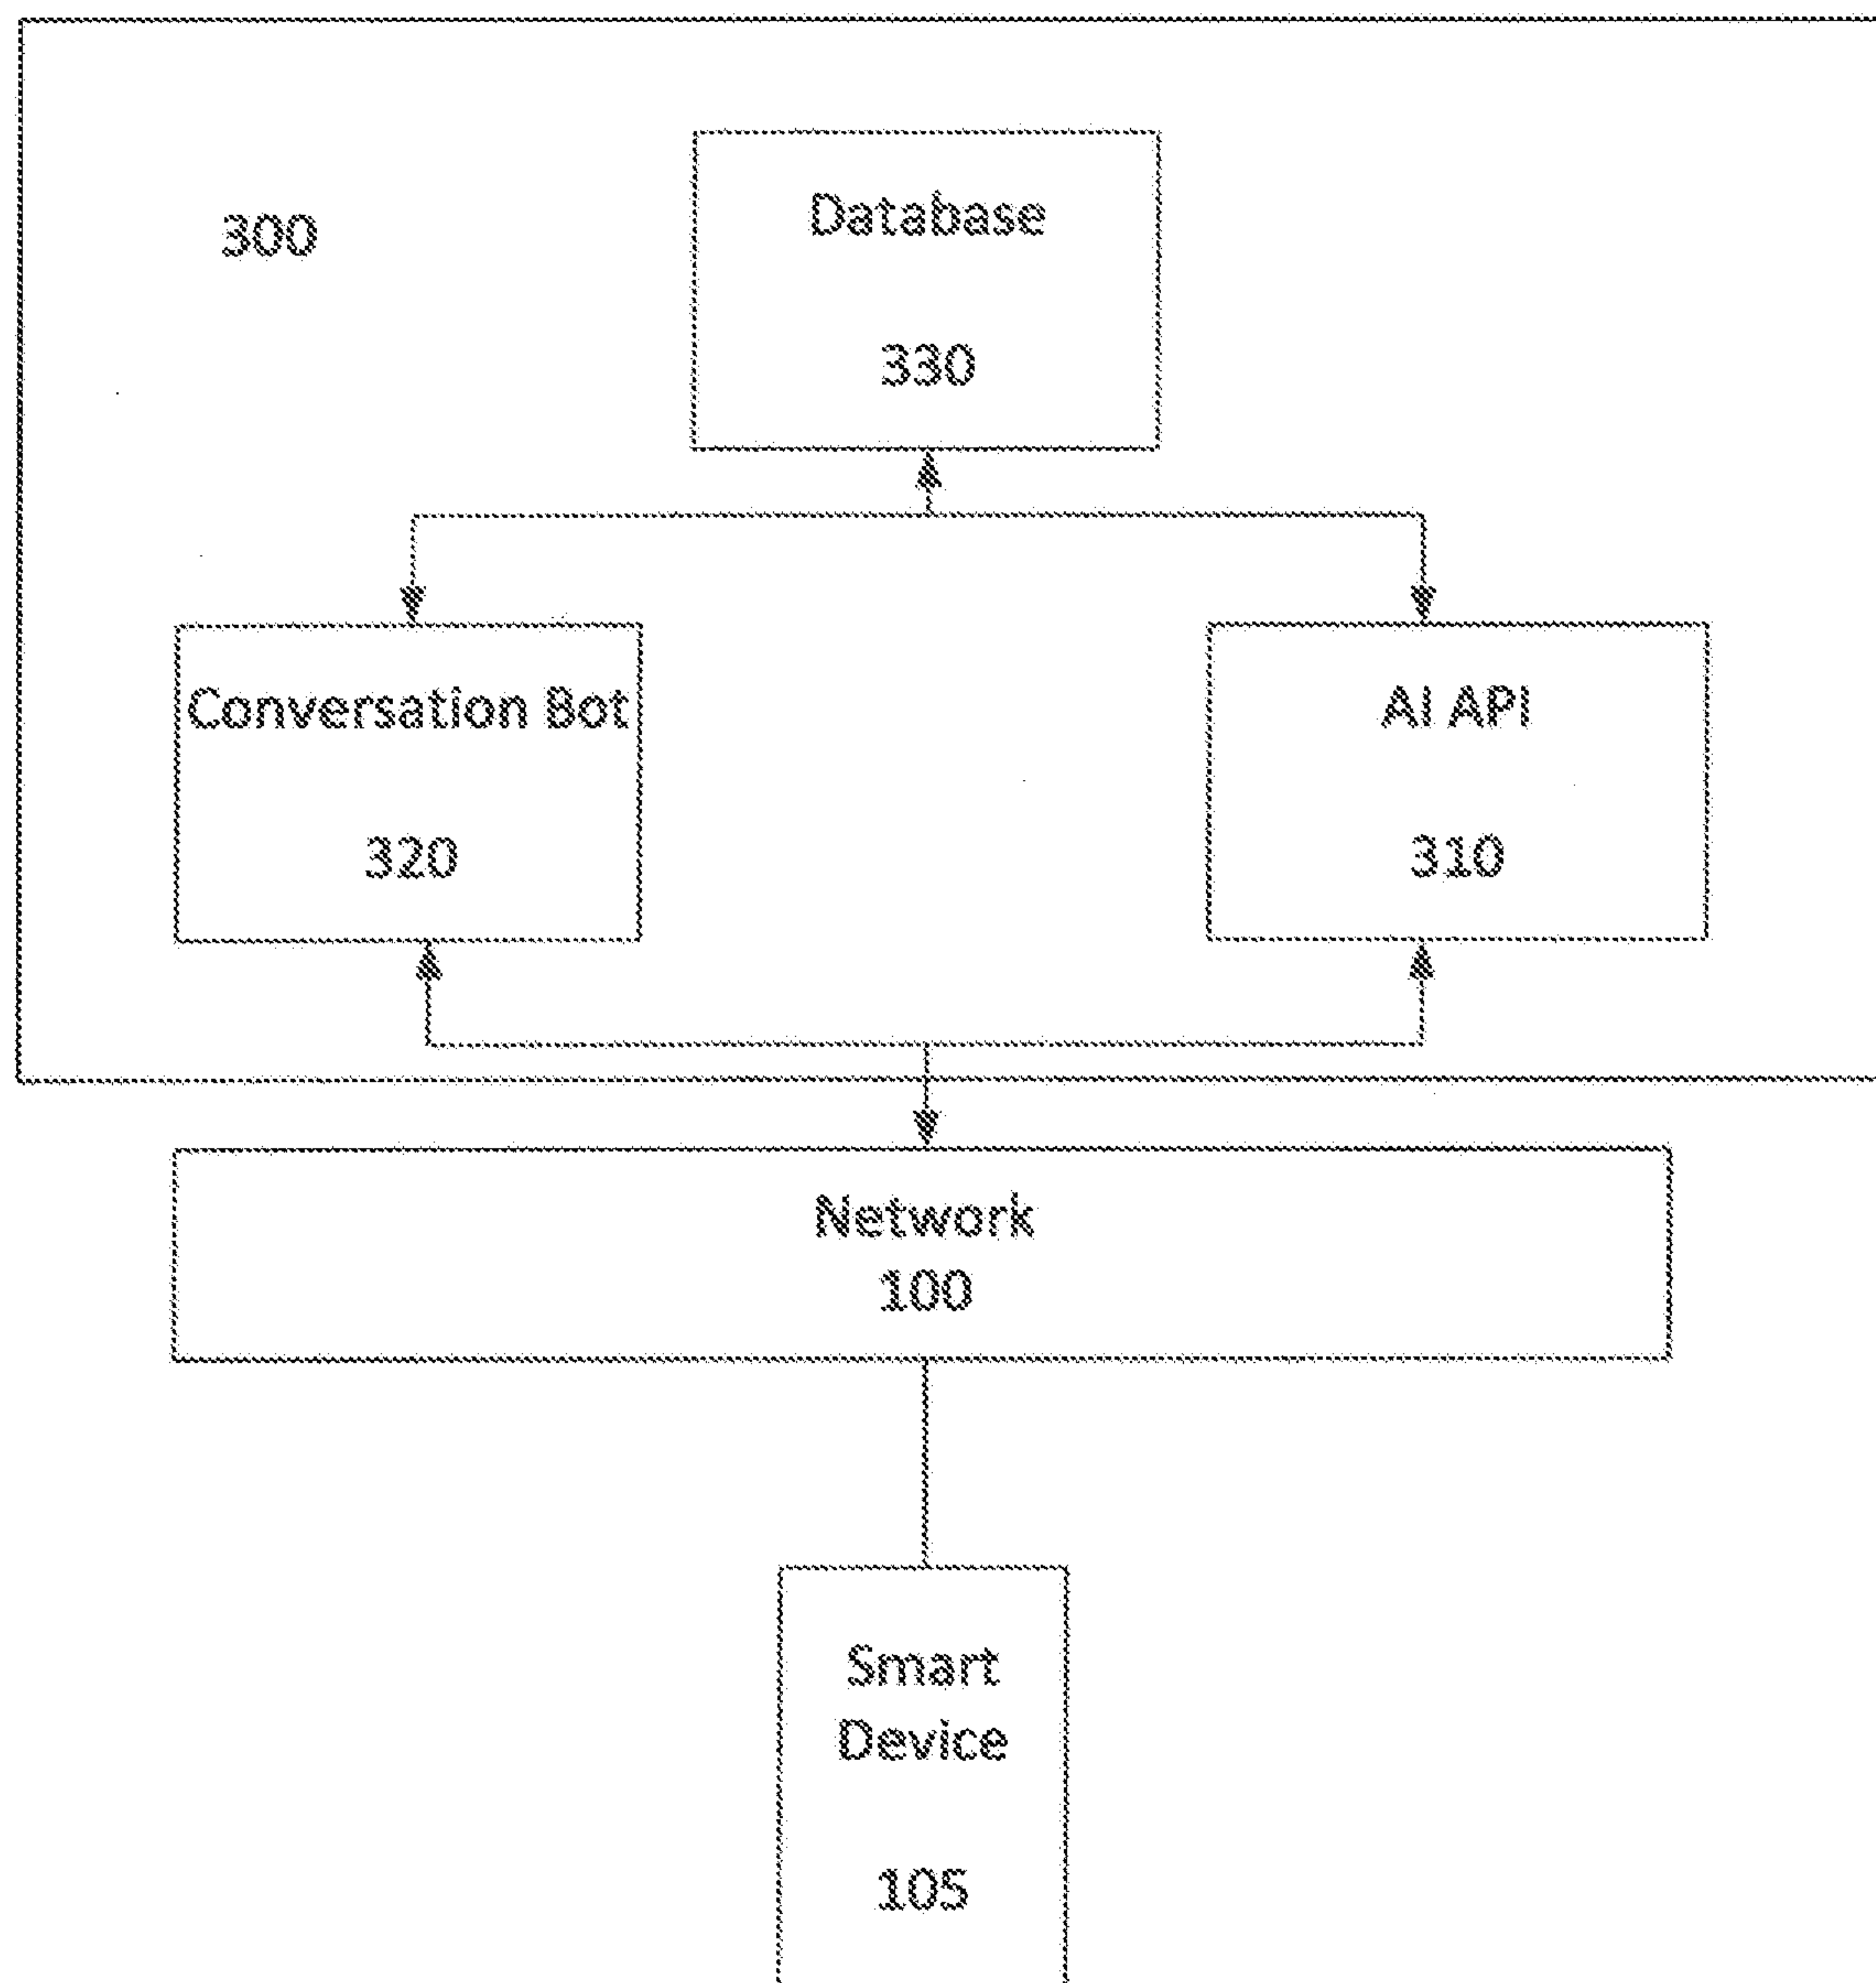 300
Database
330
Conversation Bot
320
AI API
310
Network
100
Smart
Device
105